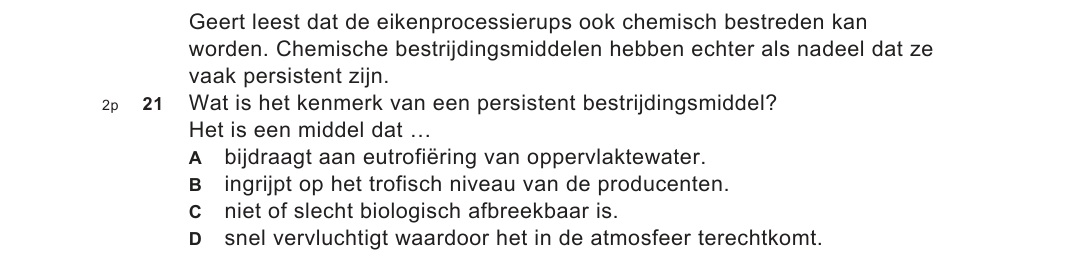 Geert leest dat de eikenprocessierups ook chemisch bestreden kan
worden. Chemische bestrijdingsmiddelen hebben echter als nadeel dat ze
vaak persistent zijn.
2p 21 Wat is het kenmerk van een persistent bestrijdingsmiddel?
Het is een middel dat …
A bijdraagt aan eutrofiëring van oppervlaktewater.
B ingrijpt op het trofisch niveau van de producenten.
C niet of slecht biologisch afbreekbaar is.
D snel vervluchtigt waardoor het in de atmosfeer terechtkomt.